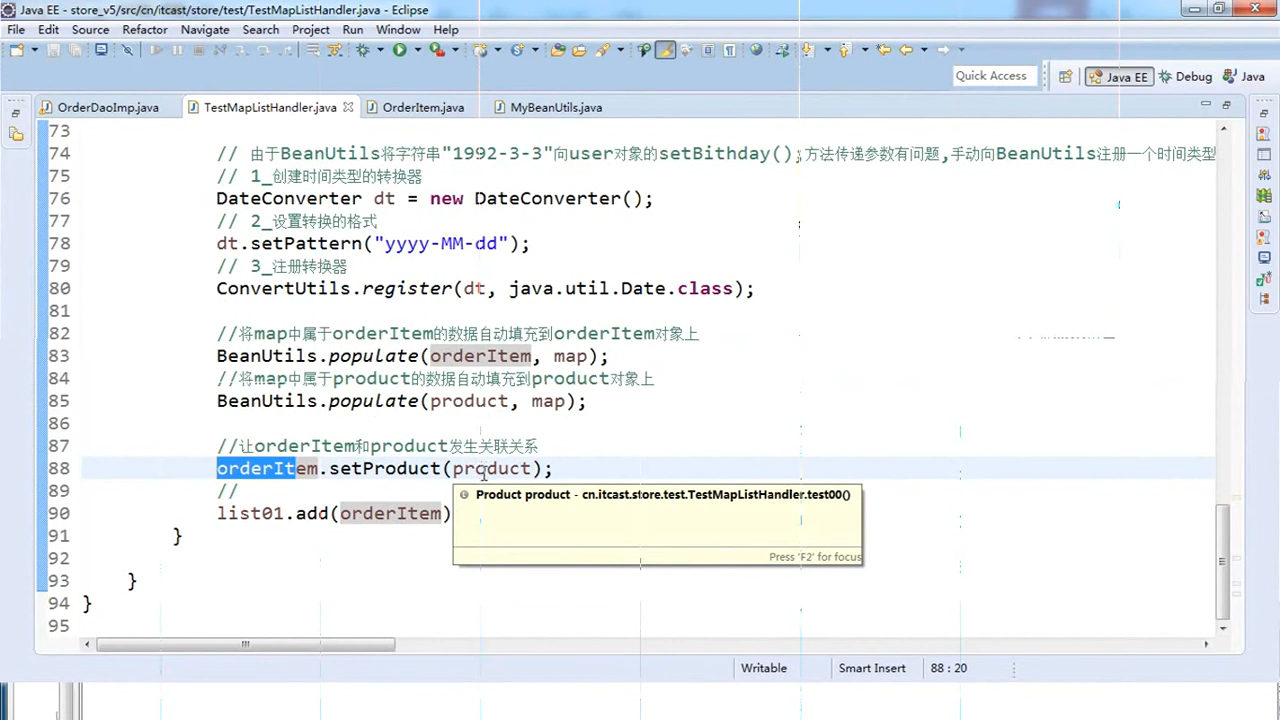 Java EE - store_v5/src/cn/itcast/store/test/TestMapListHandler.java - Eclipse
File Edit Source Refactor Navigate Search Project Run Window Help
Quick Access Java EE Debug Java
OrderDaoImp.java TestMapListHandler.java OrderItem.java MyBeanUtils.java
73
74 // 由于BeanUtils将字符串"1992-3-3"向user对象的setBithday();方法传递参数有问题,手动向BeanUtils注册一个时间类型
75 // 1_创建时间类型的转换器
76 DateConverter dt = new DateConverter();
77 // 2_设置转换的格式
78 dt.setPattern("yyyy-MM-dd");
79 // 3_注册转换器
80 ConvertUtils.register(dt, java.util.Date.class);
81
82 //将map中属于orderItem的数据自动填充到orderItem对象上
83 BeanUtils.populate(orderItem, map);
84 //将map中属于product的数据自动填充到product对象上
85 BeanUtils.populate(product, map);
86
87 //让orderItem和product发生关联关系
88 orderItem.setProduct(product);
89 //
90 list01.add(orderItem)
Product product - cn.itcast.store.test.TestMapListHandler.test00()
Press 'F2' for focus
91 }
92
93 }
94 }
95
Writable Smart Insert 88 : 20